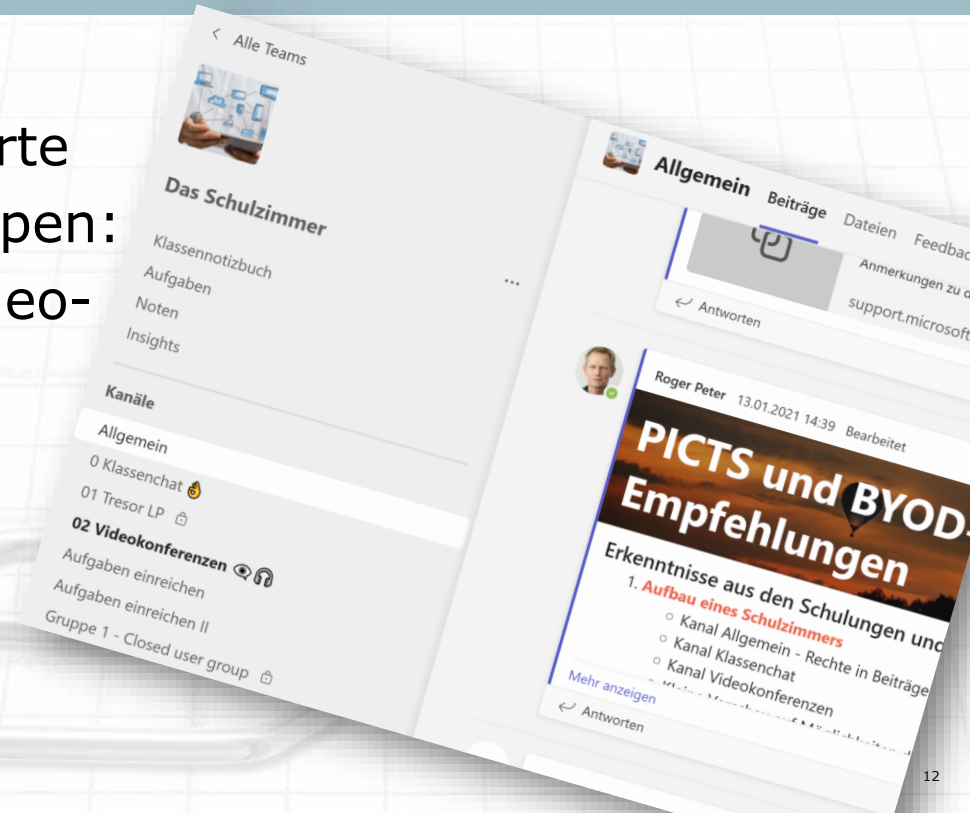 rte
pen:
eo-
Alle Teams
Das Schulzimmer
Klassennotizbuch
Aufgaben
Noten
Insights
Kanäle
Allgemein
0 Klassenchat 👌
01 Tresor LP
02 Videokonferenzen 👁🎧
Aufgaben einreichen
Aufgaben einreichen II
Gruppe 1 - Closed user group
Allgemein Beiträge Dateien Feedbac
Anmerkungen zu d
support.microsoft
Antworten
Roger Peter 13.01.2021 14:39 Bearbeitet
PICTS und BYOD-
Empfehlungen
Erkenntnisse aus den Schulungen und
1. Aufbau eines Schulzimmers
Kanal Allgemein - Rechte in Beiträge
Kanal Klassenchat
Kanal Videokonferenzen
Mehr anzeigen
Antworten
12